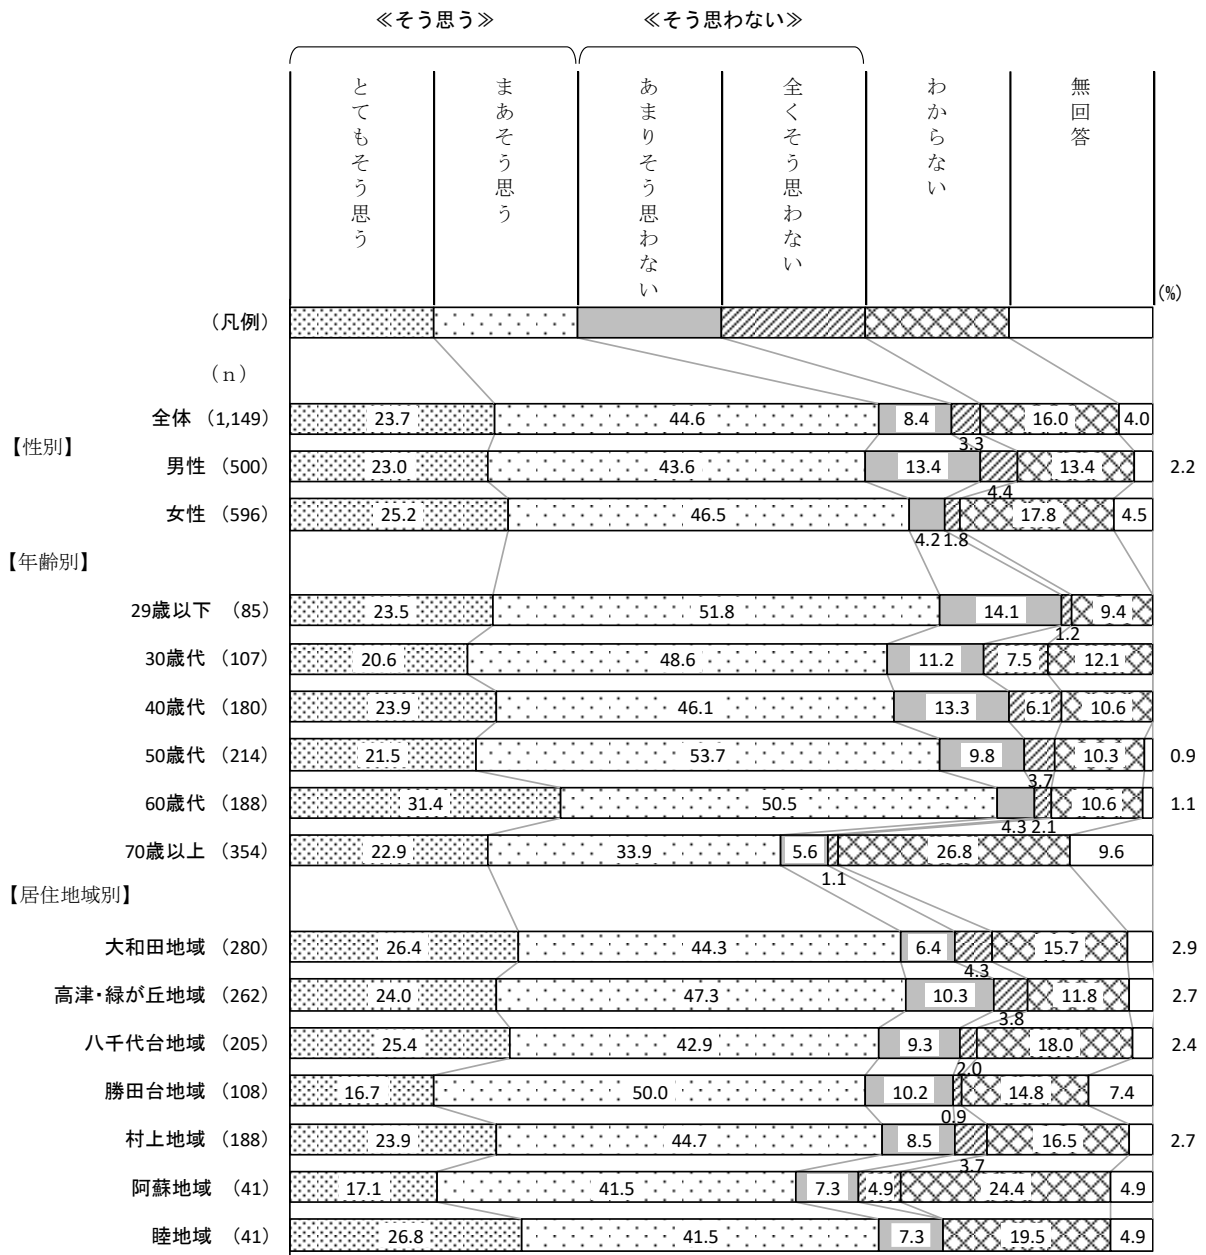 ≪そう思う≫ ≪そう思わない≫
とてもそう思う
まあそう思う
あまりそう思わない
全くそう思わない
わからない
無回答
(%)
(凡例)
(n)
全体 (1,149) 23.7 44.6 8.4 3.3 16.0 4.0
【性別】
男性 (500) 23.0 43.6 13.4 4.4 13.4 2.2
女性 (596) 25.2 46.5 4.2 1.8 17.8 4.5
【年齢別】
29歳以下 (85) 23.5 51.8 14.1 1.2 9.4
30歳代 (107) 20.6 48.6 11.2 7.5 12.1
40歳代 (180) 23.9 46.1 13.3 6.1 10.6
50歳代 (214) 21.5 53.7 9.8 3.7 10.3 0.9
60歳代 (188) 31.4 50.5 4.3 2.1 10.6 1.1
70歳以上 (354) 22.9 33.9 5.6 1.1 26.8 9.6
【居住地域別】
大和田地域 (280) 26.4 44.3 6.4 4.3 15.7 2.9
高津・緑が丘地域 (262) 24.0 47.3 10.3 3.8 11.8 2.7
八千代台地域 (205) 25.4 42.9 9.3 2.0 18.0 2.4
勝田台地域 (108) 16.7 50.0 10.2 0.9 14.8 7.4
村上地域 (188) 23.9 44.7 8.5 3.7 16.5 2.7
阿蘇地域 (41) 17.1 41.5 7.3 4.9 24.4 4.9
睦地域 (41) 26.8 41.5 7.3 19.5 4.9